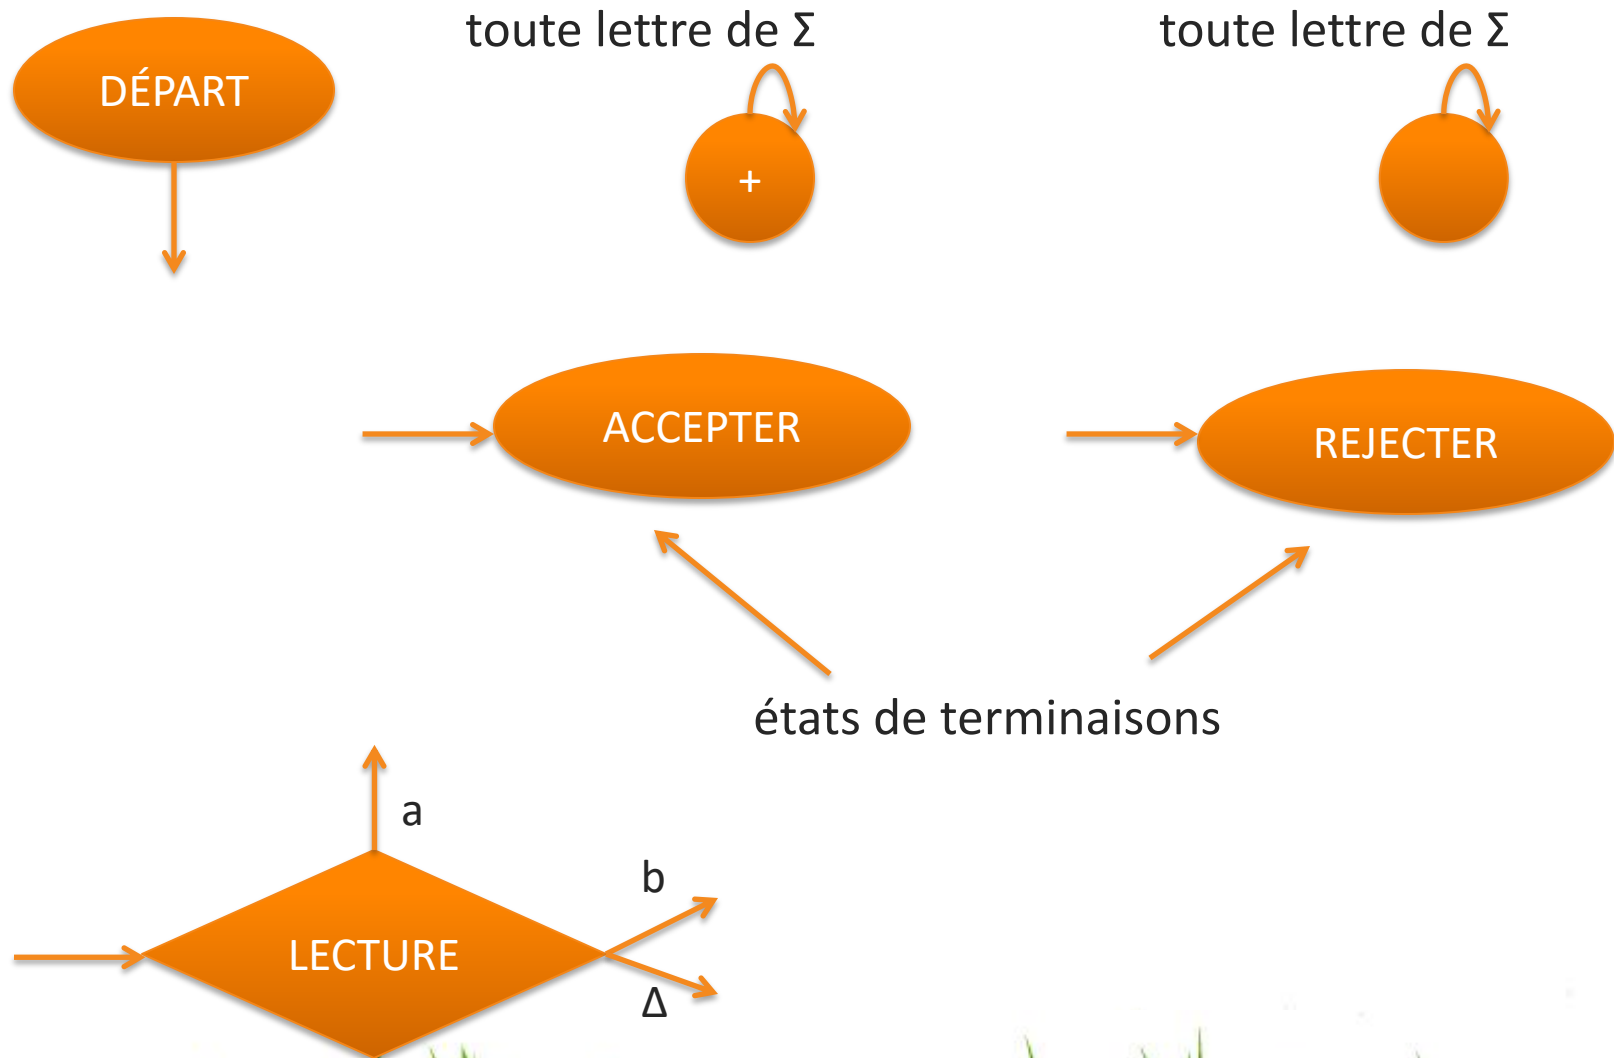 toute lettre de Σ
toute lettre de Σ
DÉPART
+
ACCEPTER
REJECTER
états de terminaisons
a
b
LECTURE
Δ